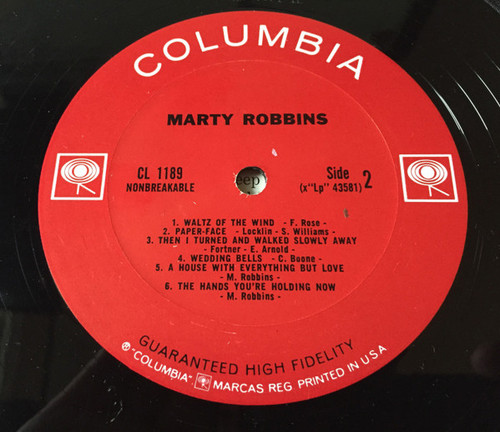 COLUMBIA
MARTY ROBBINS
CL 1189
NONBREAKABLE
eep
Side 2
(x"Lp" 43581)
1. WALTZ OF THE WIND - F. Rose -
2. PAPER-FACE - Locklin - S. Williams -
3. THEN I TURNED AND WALKED SLOWLY AWAY
- Fortner - E. Arnold -
4. WEDDING BELLS - C. Boone -
5. A HOUSE WITH EVERYTHING BUT LOVE
- M. Robbins -
6. THE HANDS YOU'RE HOLDING NOW
- M. Robbins -
GUARANTEED HIGH FIDELITY
"COLUMBIA", MARCAS REG. PRINTED IN U.S.A.